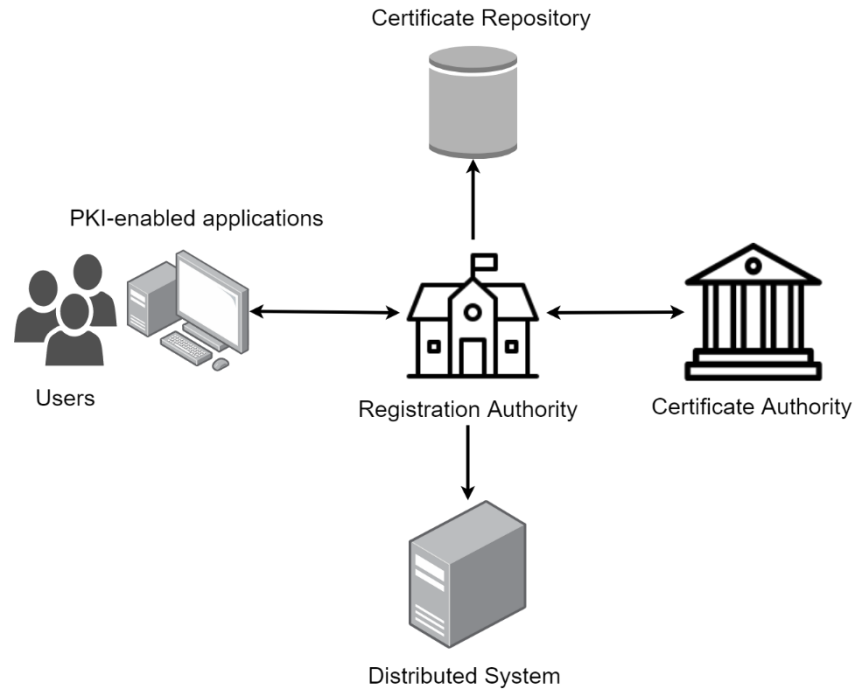 Certificate Repository
PKI-enabled applications
Users
Registration Authority
Certificate Authority
Distributed System